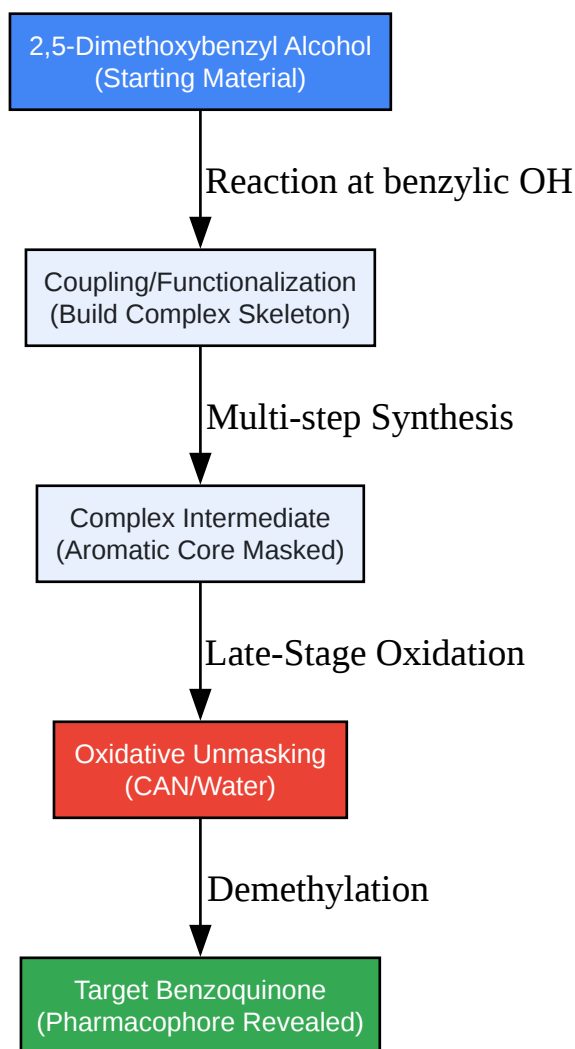 2,5-Dimethoxybenzyl Alcohol
(Starting Material)
Reaction at benzylic OH
Coupling/Functionalization
(Build Complex Skeleton)
Multi-step Synthesis
Complex Intermediate
(Aromatic Core Masked)
Late-Stage Oxidation
Oxidative Unmasking
(CAN/Water)
Demethylation
Target Benzoquinone
(Pharmacophore Revealed)